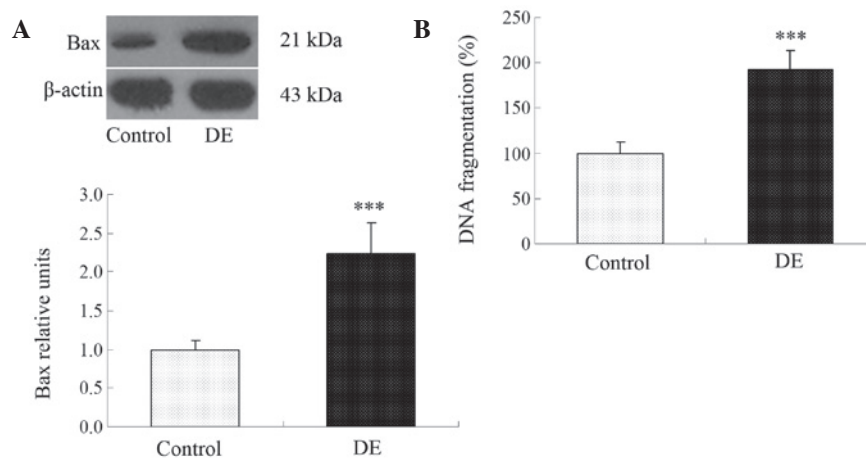 A
Bax
21 kDa
β-actin
43 kDa
Control
DE
3.0
2.5
2.0
1.5
1.0
0.5
0.0
Bax relative units
***
Control
DE
B
250
200
150
100
50
0
DNA fragmentation (%)
***
Control
DE